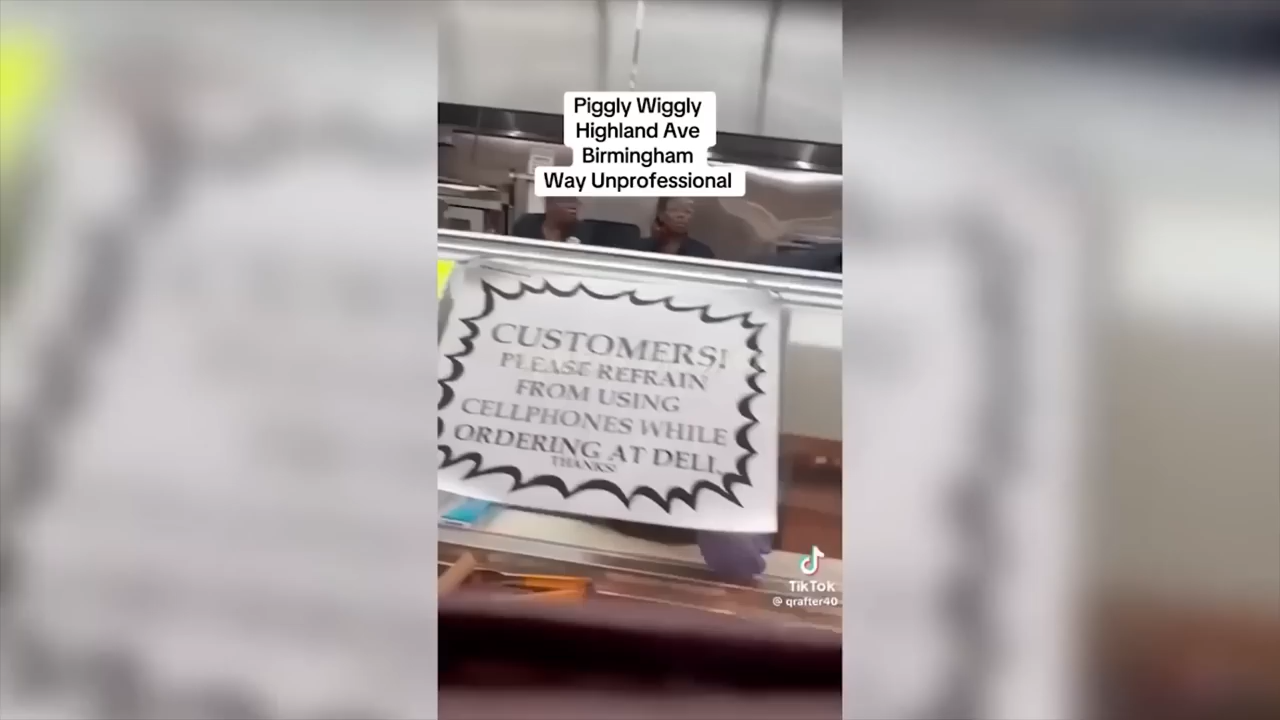 Piggly Wiggly
Highland Ave
Birmingham
Way Unprofessional
CUSTOMERS!
PLEASE REFRAIN
FROM USING
CELLPHONES WHILE
ORDERING AT DELI.
THANKS!
TikTok
@ qrafter40